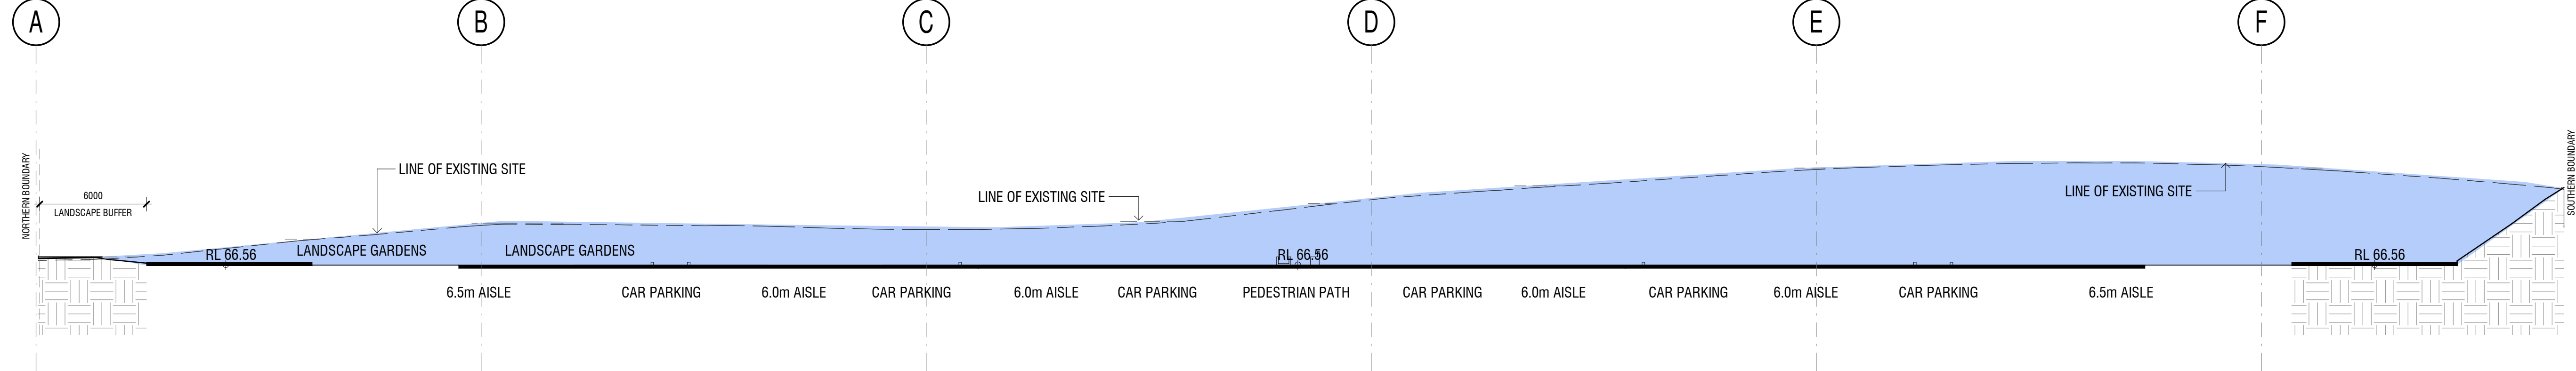 A
B
C
D
E
F
NORTHERN BOUNDARY
6000
LANDSCAPE BUFFER
LINE OF EXISTING SITE
LINE OF EXISTING SITE
LINE OF EXISTING SITE
SOUTHERN BOUNDARY
RL 66.56
LANDSCAPE GARDENS
LANDSCAPE GARDENS
RL 66.56
RL 66.56
6.5m AISLE
CAR PARKING
6.0m AISLE
CAR PARKING
6.0m AISLE
CAR PARKING
PEDESTRIAN PATH
CAR PARKING
6.0m AISLE
CAR PARKING
6.0m AISLE
CAR PARKING
6.5m AISLE